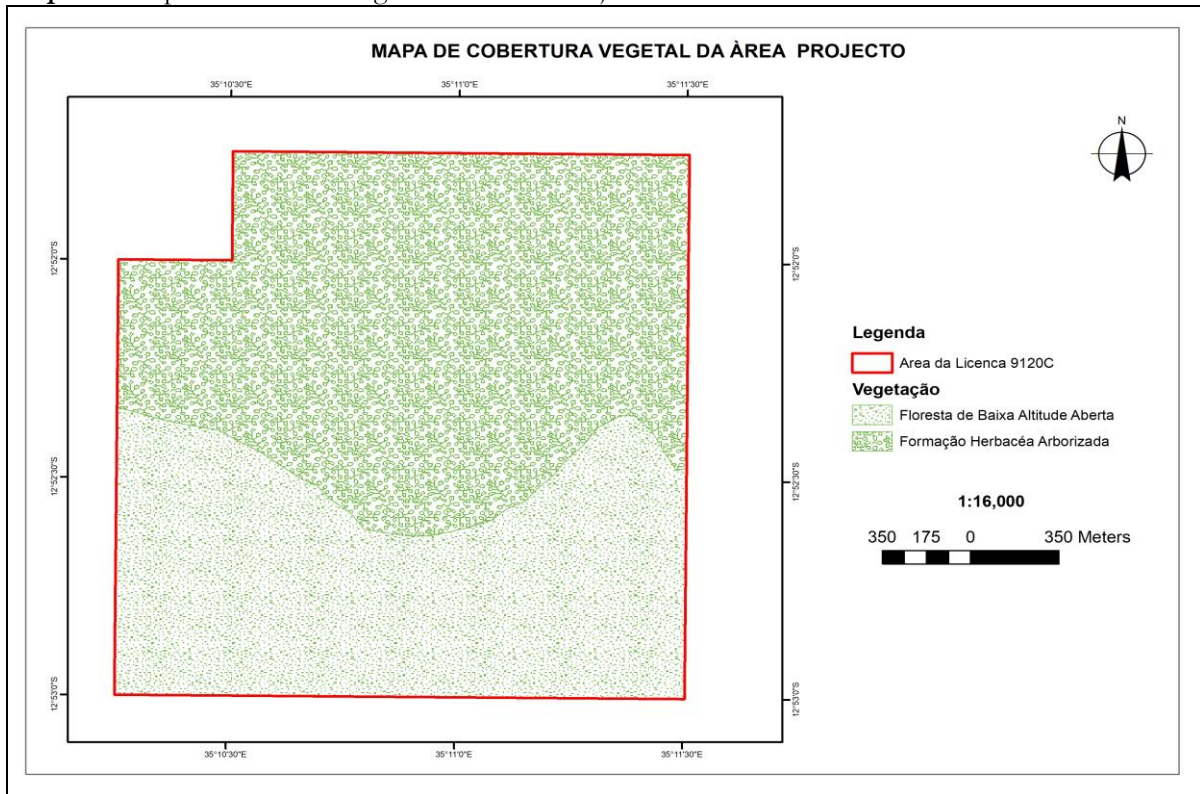 MAPA DE COBERTURA VEGETAL DA ÀREA PROJECTO
35°10'30"E 35°11'0"E 35°11'30"E
N
12°52'0"S 12°52'0"S
Legenda
Area da Licenca 9120C
Vegetação
Floresta de Baixa Altitude Aberta
Formação Herbacéa Arborizada
12°52'30"S 12°52'30"S
1:16,000
350 175 0 350 Meters
12°53'0"S 12°53'0"S
35°10'30"E 35°11'0"E 35°11'30"E